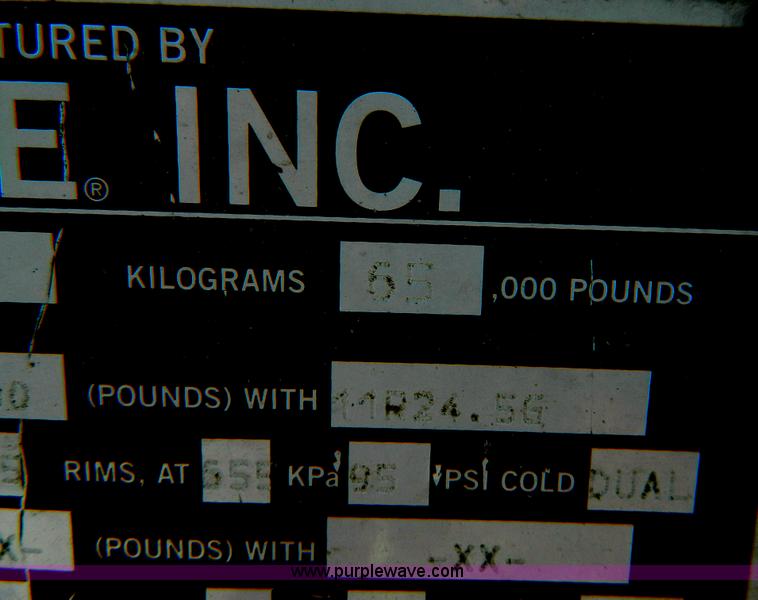 TURED BY
E® INC.
KILOGRAMS 65 ,000 POUNDS
(POUNDS) WITH 11R24.5G
RIMS, AT 655 KPa 95 PSI COLD DUAL
X- (POUNDS) WITH -XX-
www.purplewave.com